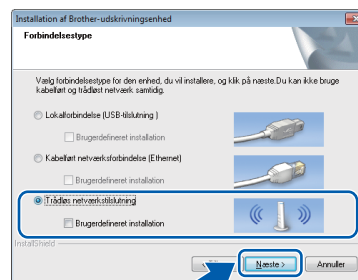 Installation af Brother-udskrivningsenhed
Forbindelsestype
Vælg forbindelsestype for den enhed, du vil installere, og klik på næste.Du kan ikke bruge
kabelført og trådløst netværk samtidig.
Lokalforbindelse (USB-tilslutning )
Brugerdefineret installation
Kabelført netværksforbindelse (Ethernet)
Brugerdefineret installation
Trådløs netværkstilslutning
Brugerdefineret installation
InstallShield
Næste >
Annuller